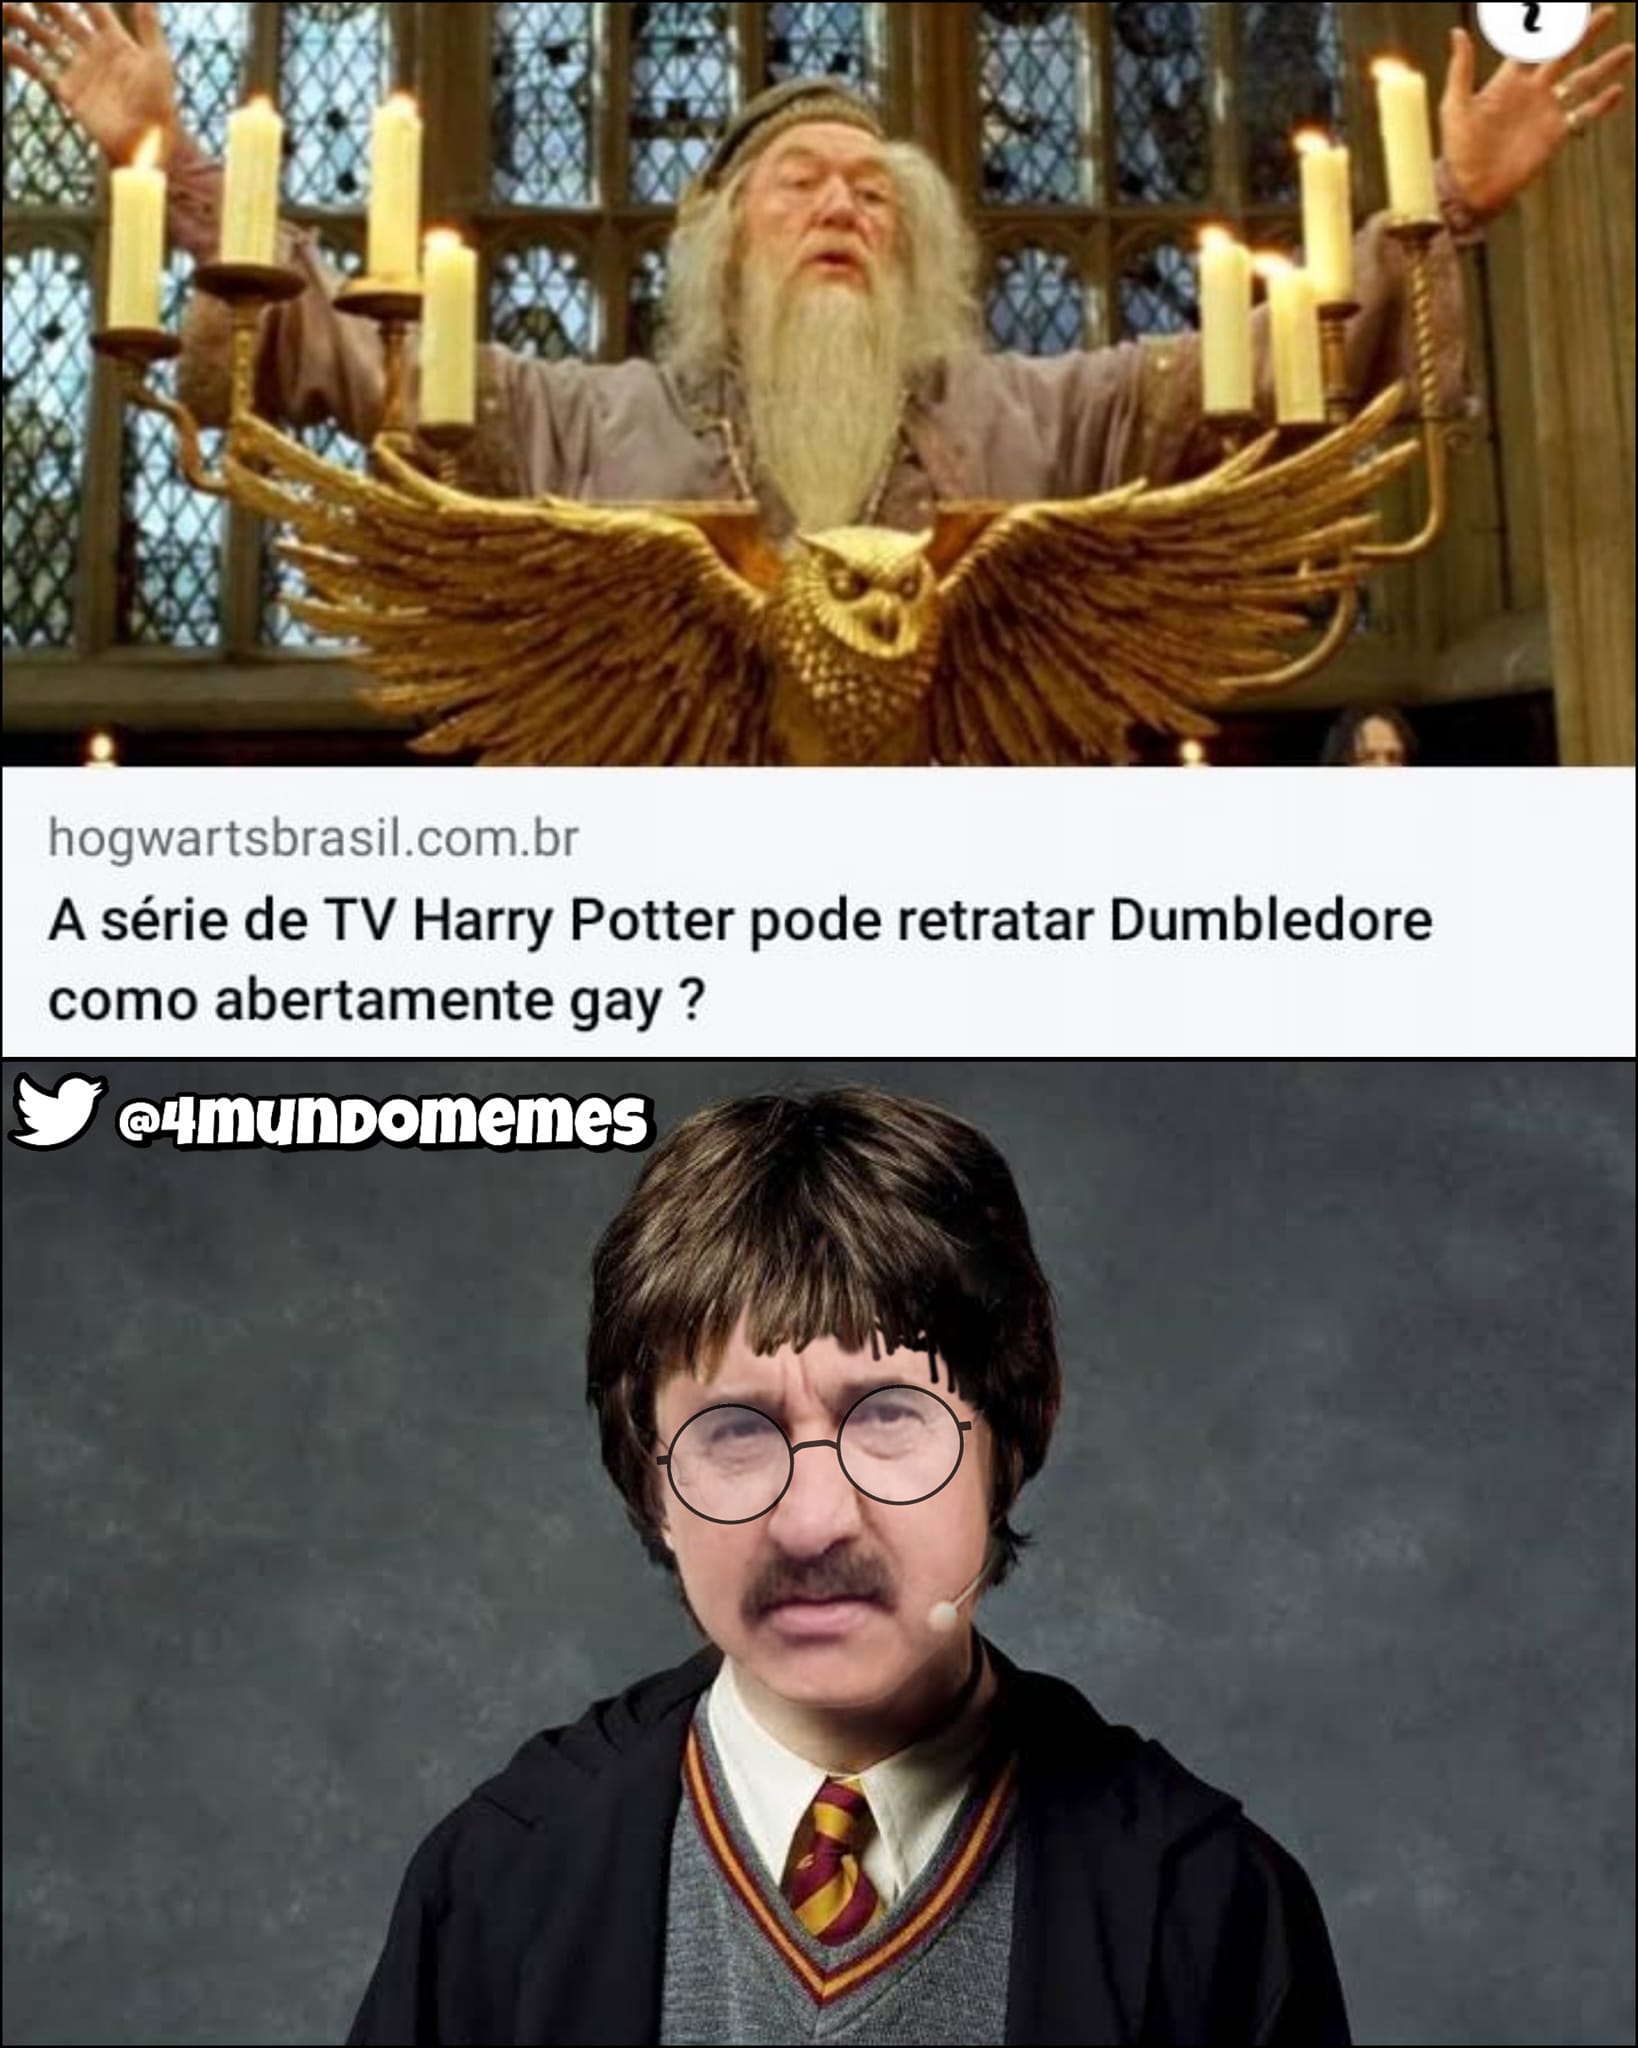 hogwartsbrasil.com.br
A série de TV Harry Potter pode retratar Dumbledore
como abertamente gay ?
@4mundomemes